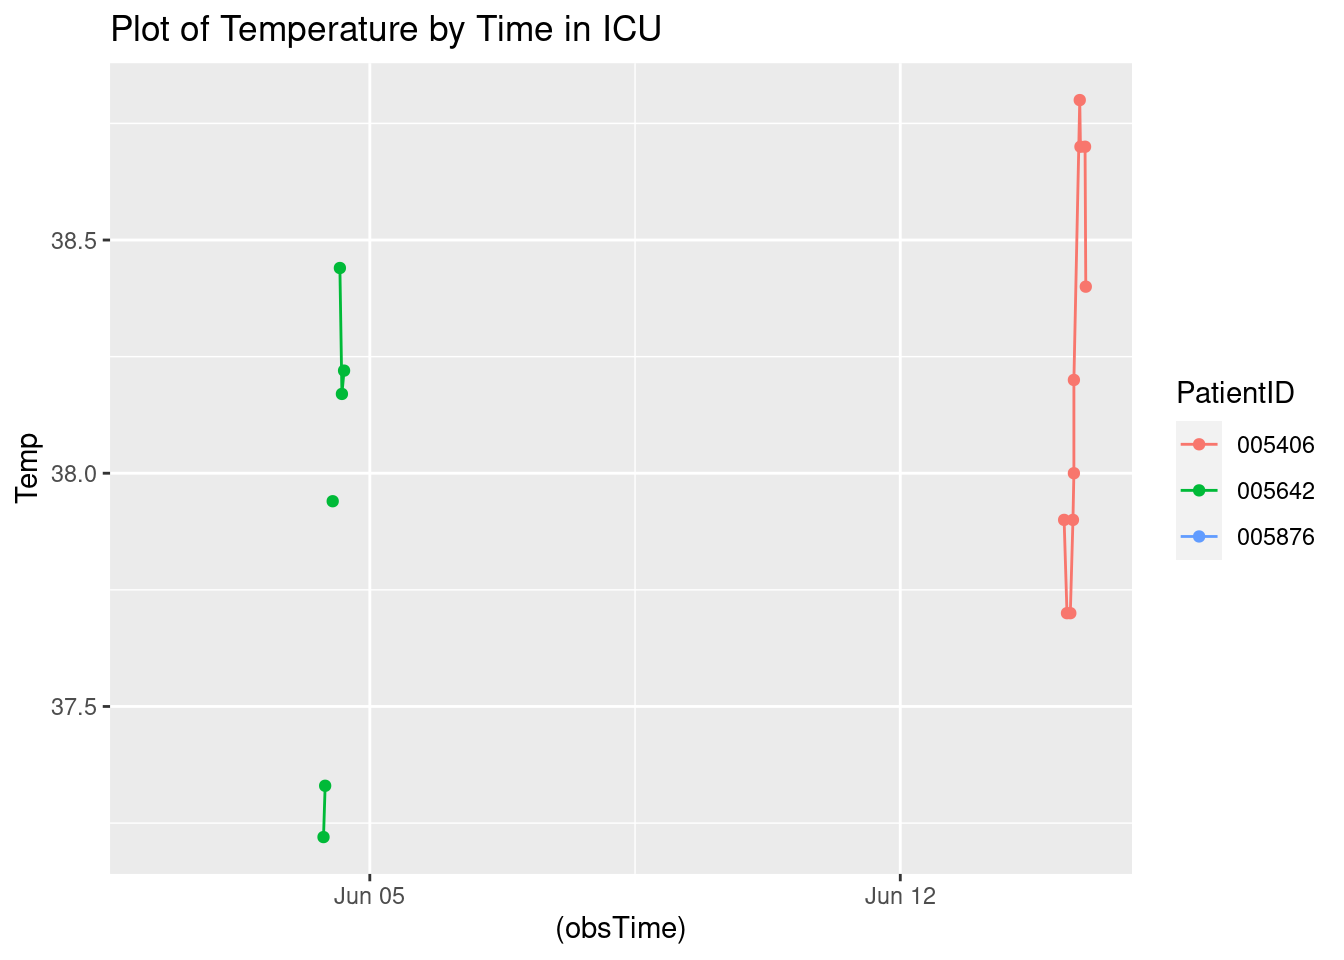 Plot of Temperature by Time in ICU
38.5
38.0
37.5
Temp
Jun 05
Jun 12
(obsTime)
PatientID
005406
005642
005876